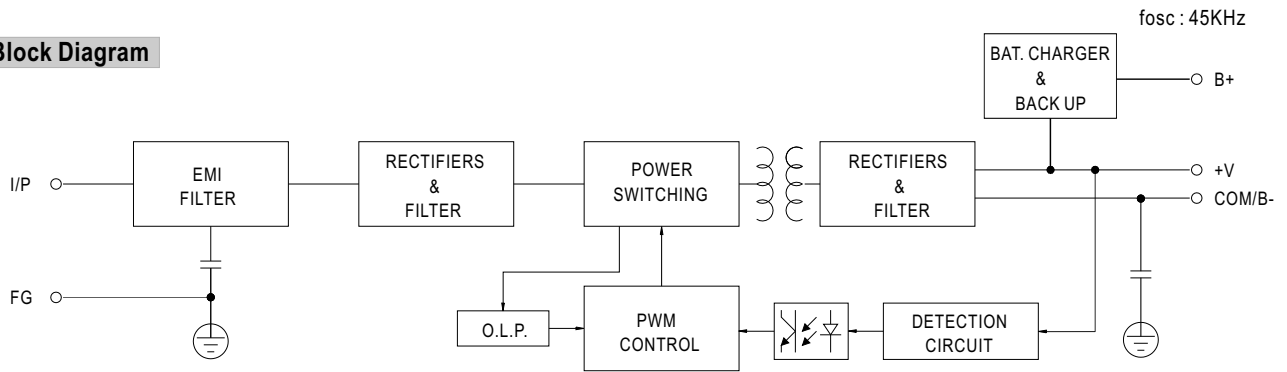 fosc : 45KHz
Block Diagram
BAT. CHARGER
&
BACK UP
B+
I/P
EMI
FILTER
RECTIFIERS
&
FILTER
POWER
SWITCHING
RECTIFIERS
&
FILTER
+V
COM/B-
FG
O.L.P.
PWM
CONTROL
DETECTION
CIRCUIT